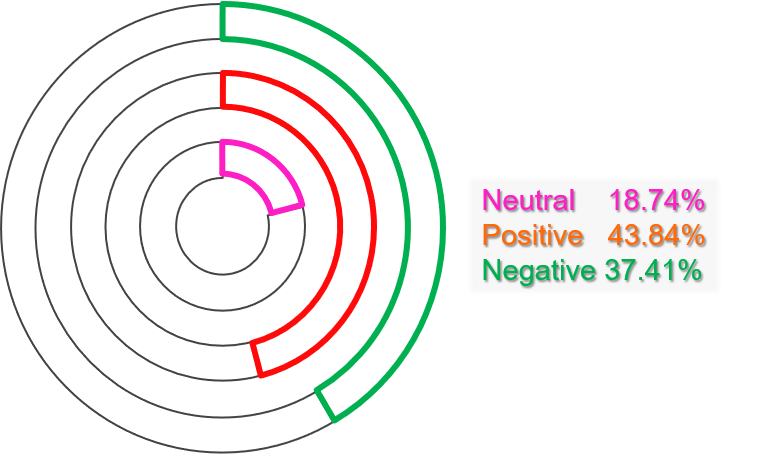 Neutral 18.74%
Positive 43.84%
Negative 37.41%